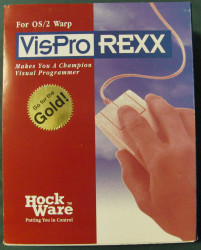 For OS/2 Warp
VisPro REXX
Makes You A Champion
Visual Programmer
Go for the
Gold!
Hock
Ware™
Putting You in Control